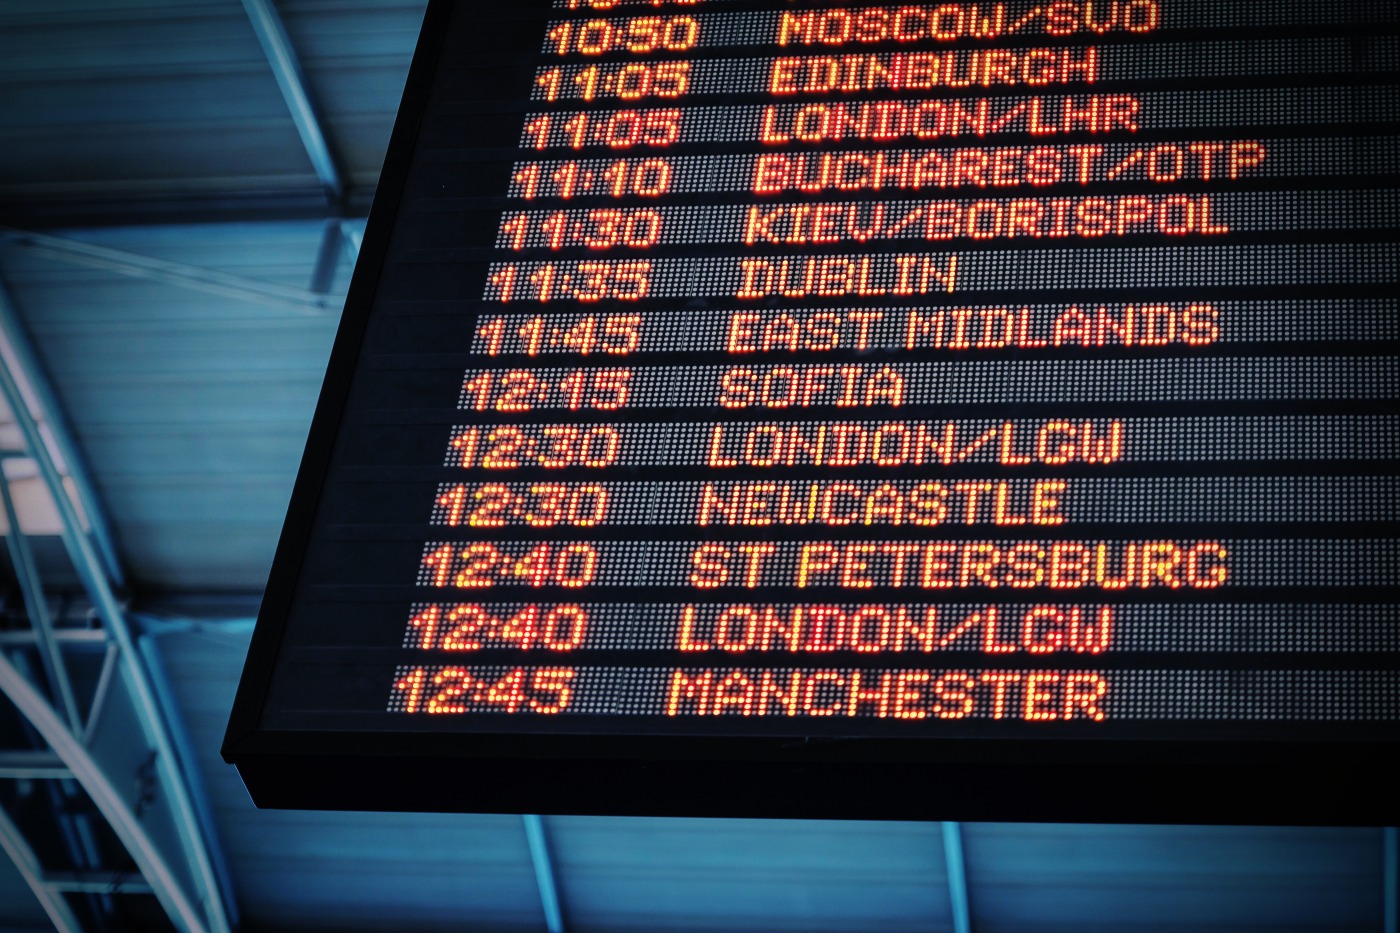 10:50 MOSCOW/SVO
11:05 EDINBURGH
11:05 LONDON/LHR
11:10 BUCHAREST/OTP
11:30 KIEV/BORISPOL
11:35 DUBLIN
11:45 EAST MIDLANDS
12:15 SOFIA
12:30 LONDON/LGW
12:30 NEWCASTLE
12:40 ST PETERSBURG
12:40 LONDON/LGW
12:45 MANCHESTER